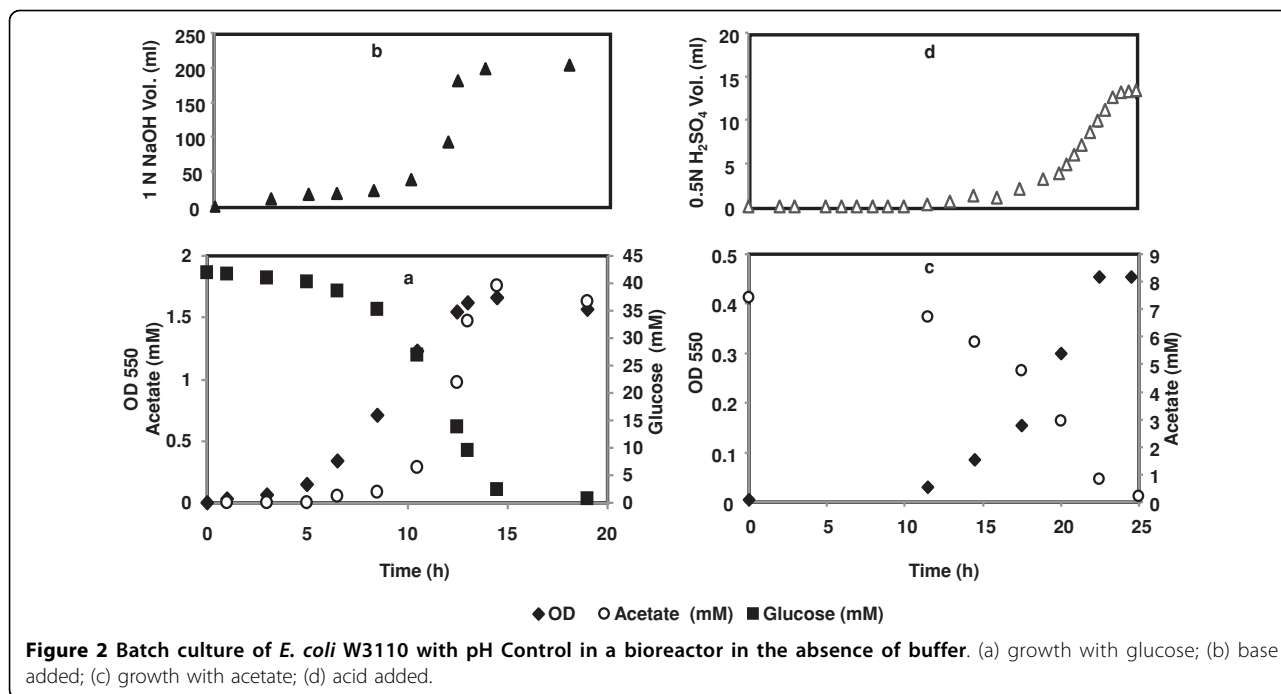 250
200
150
100
50
0
1 N NaOH Vol. (ml)
b
20
15
10
5
0
0.5N H₂SO₄ Vol. (ml)
d
2
1.5
1
0.5
0
OD 550
Acetate (mM)
a
45
40
35
30
25
20
15
10
5
0
Glucose (mM)
0 5 10 15 20
Time (h)
0.5
0.4
0.3
0.2
0.1
0
OD 550
c
9
8
7
6
5
4
3
2
1
0
Acetate (mM)
0 5 10 15 20 25
Time (h)
OD Acetate (mM) Glucose (mM)
Figure 2 Batch culture of E. coli W3110 with pH Control in a bioreactor in the absence of buffer. (a) growth with glucose; (b) base
added; (c) growth with acetate; (d) acid added.